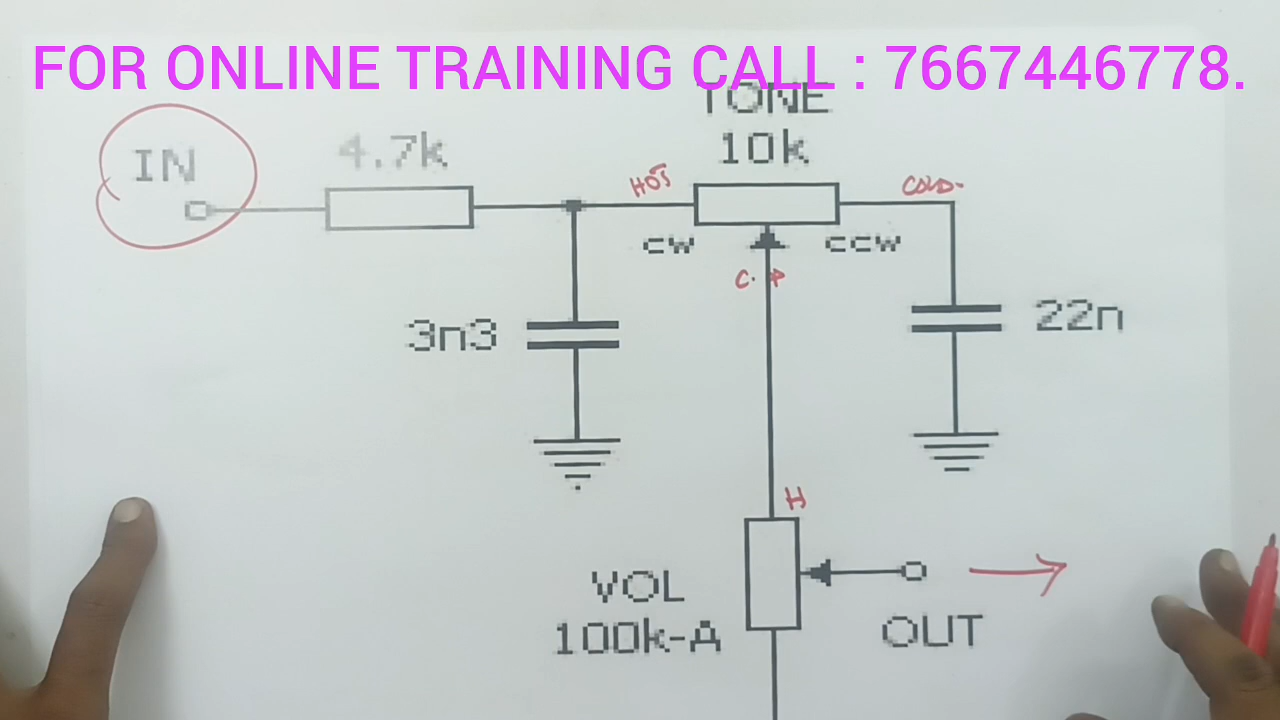 FOR ONLINE TRAINING CALL : 7667446778.
TONE
IN
4.7k
10k
HOT
COLD
cw
ccw
C. P
3n3
22n
H
VOL
100k-A
OUT